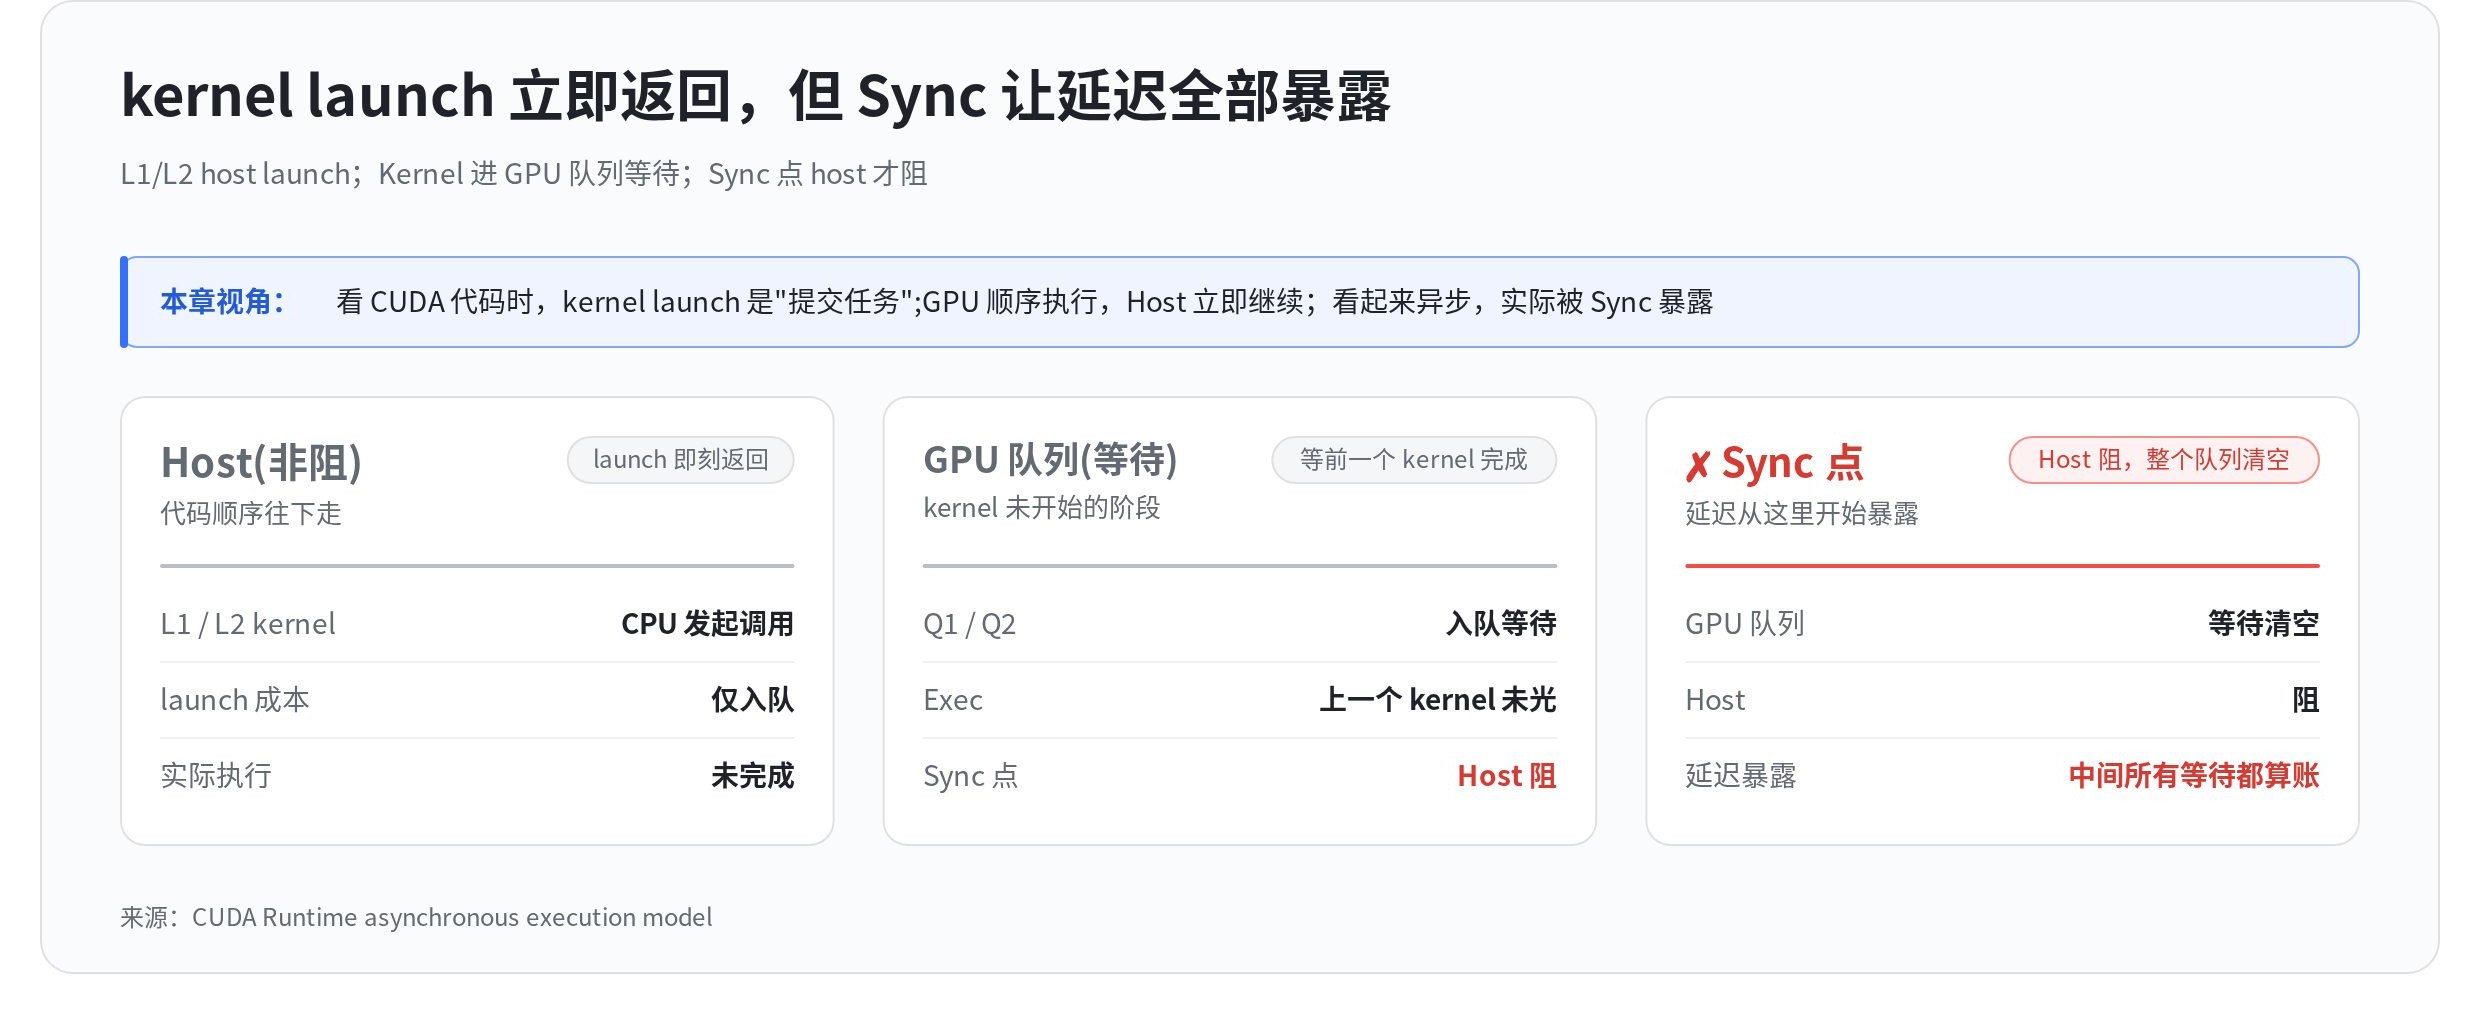 kernel launch 立即返回，但 Sync 让延迟全部暴露
L1/L2 host launch；Kernel 进 GPU 队列等待；Sync 点 host 才阻
本章视角： 看 CUDA 代码时，kernel launch 是"提交任务";GPU 顺序执行，Host 立即继续；看起来异步，实际被 Sync 暴露
Host(非阻) launch 即刻返回
代码顺序往下走
L1 / L2 kernel CPU 发起调用
launch 成本 仅入队
实际执行 未完成
GPU 队列(等待) 等前一个 kernel 完成
kernel 未开始的阶段
Q1 / Q2 入队等待
Exec 上一个 kernel 未光
Sync 点 Host 阻
✗ Sync 点 Host 阻，整个队列清空
延迟从这里开始暴露
GPU 队列 等待清空
Host 阻
延迟暴露 中间所有等待都算账
来源：CUDA Runtime asynchronous execution model